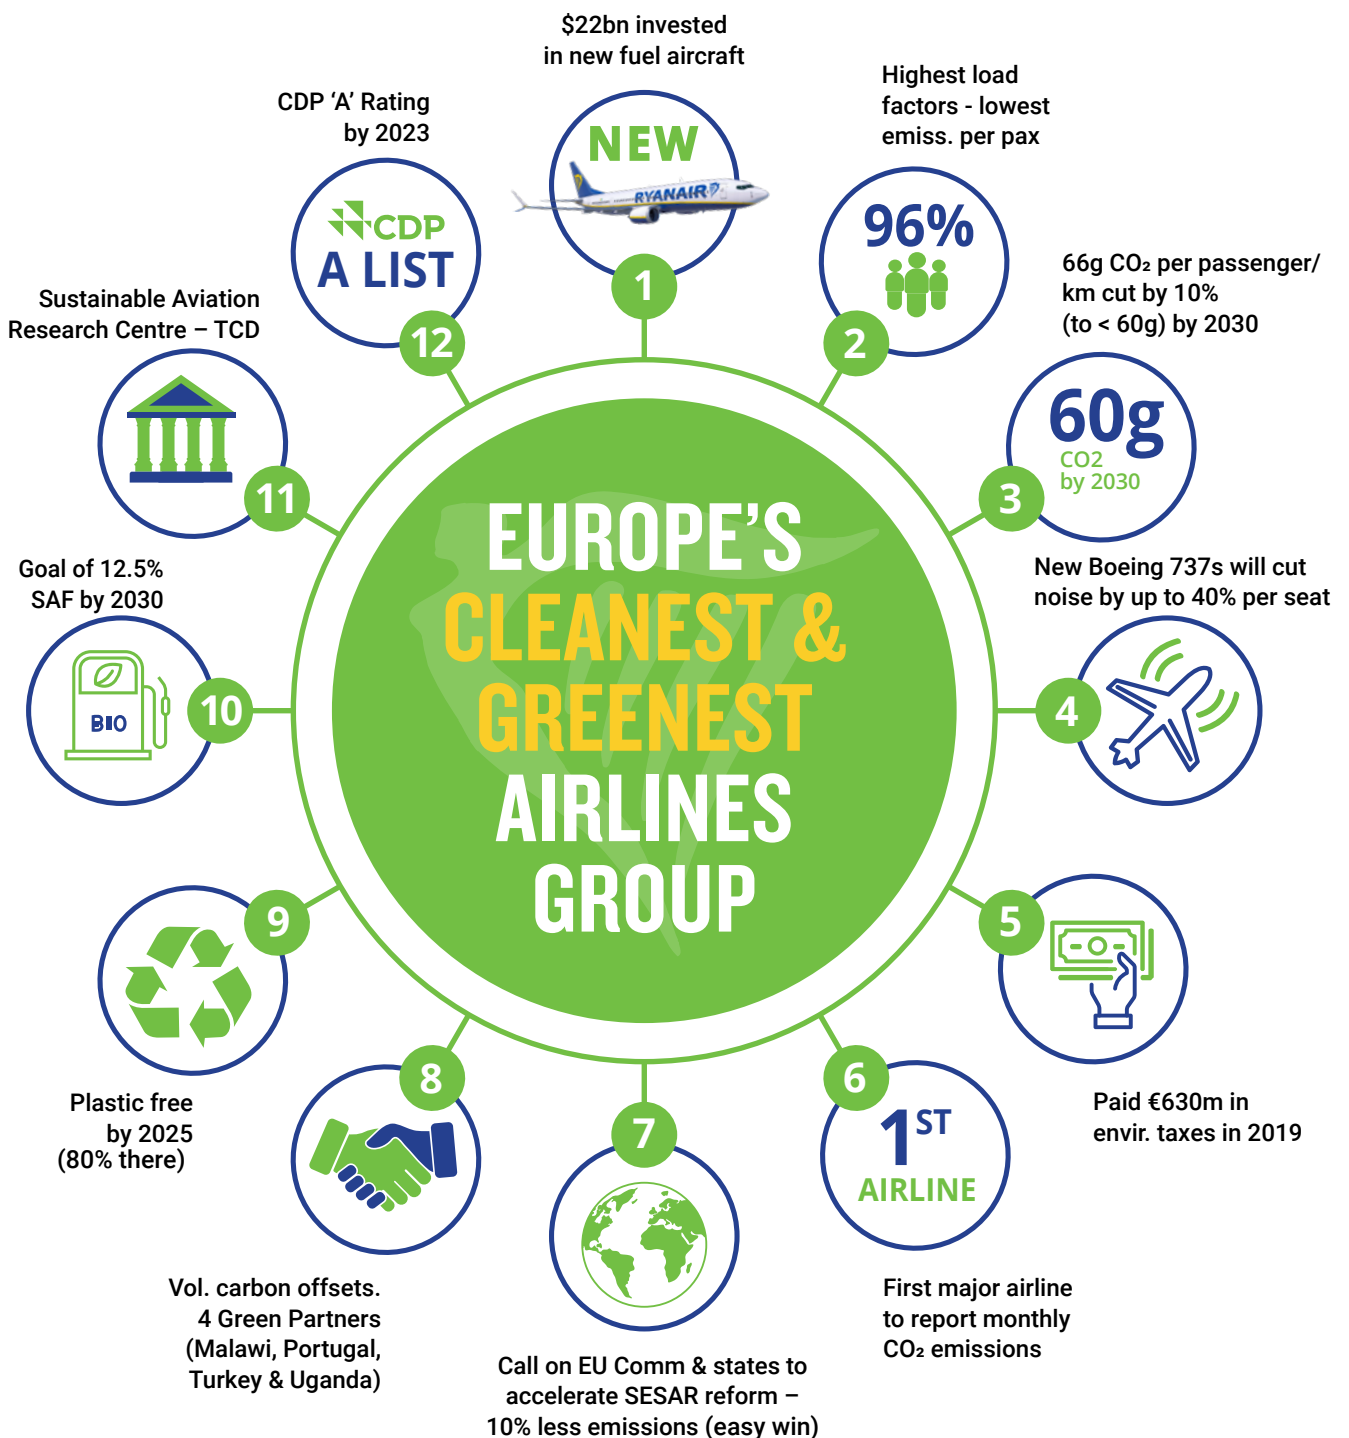 $22bn invested
in new fuel aircraft
NEW
RYANAIR
1
Highest load
factors - lowest
emiss. per pax
96%
2
66g CO₂ per passenger/
km cut by 10%
(to < 60g) by 2030
60g
CO2
by 2030
3
New Boeing 737s will cut
noise by up to 40% per seat
4
5
Paid €630m in
envir. taxes in 2019
6
1ST
AIRLINE
First major airline
to report monthly
CO₂ emissions
7
Call on EU Comm & states to
accelerate SESAR reform –
10% less emissions (easy win)
8
Vol. carbon offsets.
4 Green Partners
(Malawi, Portugal,
Turkey & Uganda)
9
Plastic free
by 2025
(80% there)
Goal of 12.5%
SAF by 2030
BIO
10
Sustainable Aviation
Research Centre – TCD
11
CDP ‘A’ Rating
by 2023
CDP
A LIST
12
EUROPE’S
CLEANEST &
GREENEST
AIRLINES
GROUP